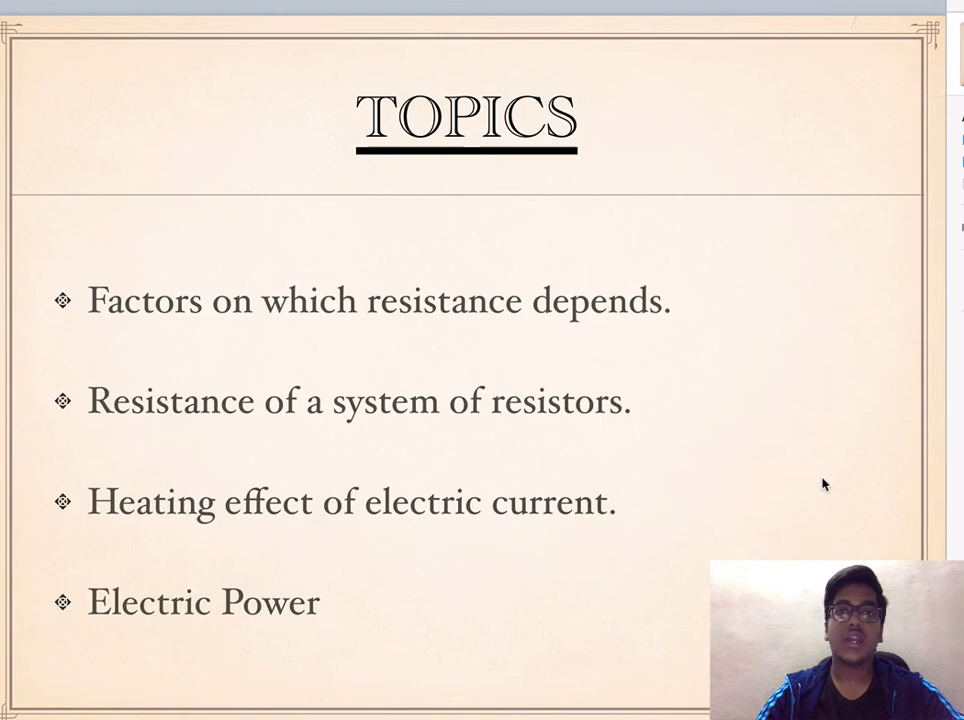 TOPICS
Factors on which resistance depends.
Resistance of a system of resistors.
Heating effect of electric current.
Electric Power